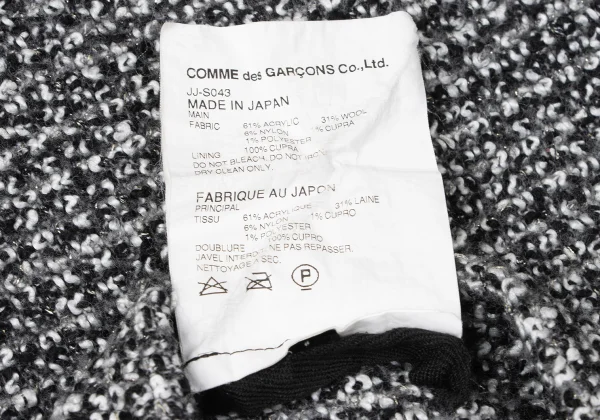 COMME des GARÇONS Co.,Ltd.
JJ-S043
MADE IN JAPAN
MAIN
FABRIC 61% ACRYLIC 31% WOOL
6% NYLON % CUPRA
1% POLYESTER
LINING 100% CUPRA
DO NOT BLEACH. DO NOT IRON.
DRY CLEAN ONLY.
FABRIQUE AU JAPON
PRINCIPAL
TISSU 61% ACRYLIQUE 31% LAINE
6% NYLON 1% CUPRO
1% POLYESTER
DOUBLURE 100% CUPRO
JAVEL NE PAS REPASSER.
NETTOYAGE A SEC.
P